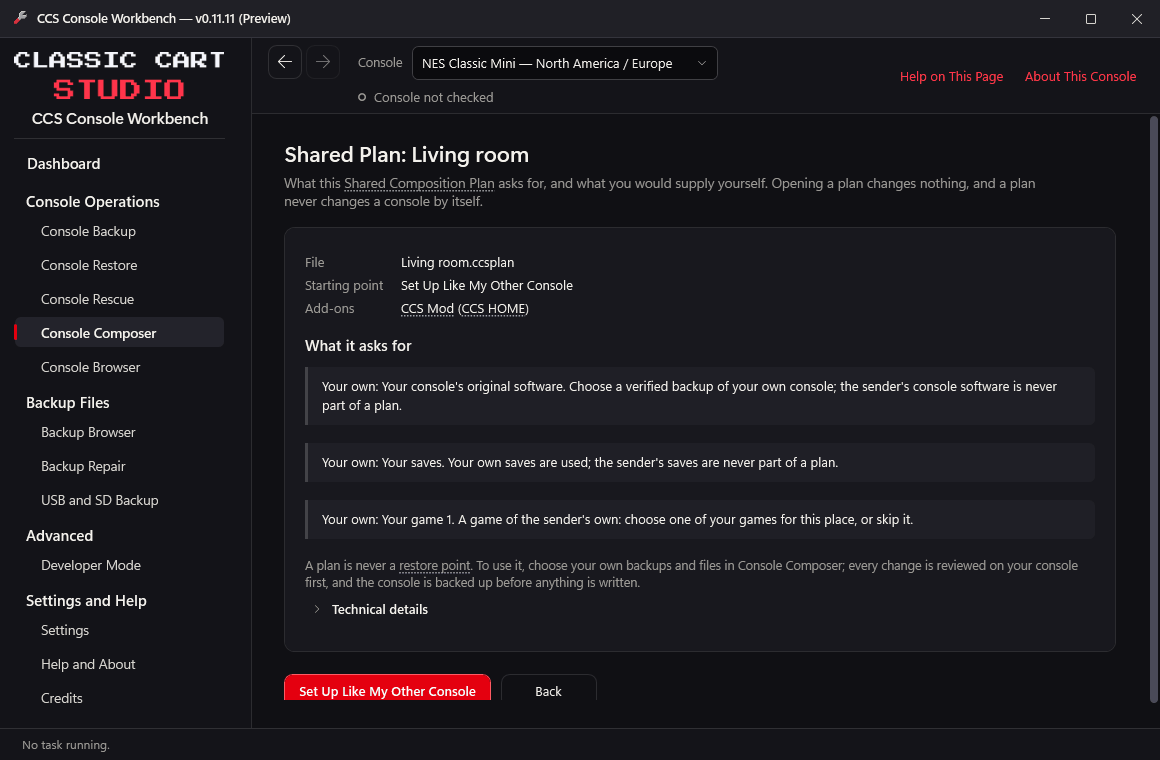 CCS Console Workbench — v0.11.11 (Preview)
CLASSIC CART
STUDIO
CCS Console Workbench
Dashboard
Console Operations
Console Backup
Console Restore
Console Rescue
Console Composer
Console Browser
Backup Files
Backup Browser
Backup Repair
USB and SD Backup
Advanced
Developer Mode
Settings and Help
Settings
Help and About
Credits
Console
NES Classic Mini — North America / Europe
Console not checked
Help on This Page
About This Console
Shared Plan: Living room
What this Shared Composition Plan asks for, and what you would supply yourself. Opening a plan changes nothing, and a plan
never changes a console by itself.
File
Living room.ccsplan
Starting point
Set Up Like My Other Console
Add-ons
CCS Mod (CCS HOME)
What it asks for
Your own: Your console's original software. Choose a verified backup of your own console; the sender's console software is never
part of a plan.
Your own: Your saves. Your own saves are used; the sender's saves are never part of a plan.
Your own: Your game 1. A game of the sender's own: choose one of your games for this place, or skip it.
A plan is never a restore point. To use it, choose your own backups and files in Console Composer; every change is reviewed on your console
first, and the console is backed up before anything is written.
Technical details
Set Up Like My Other Console
Back
No task running.